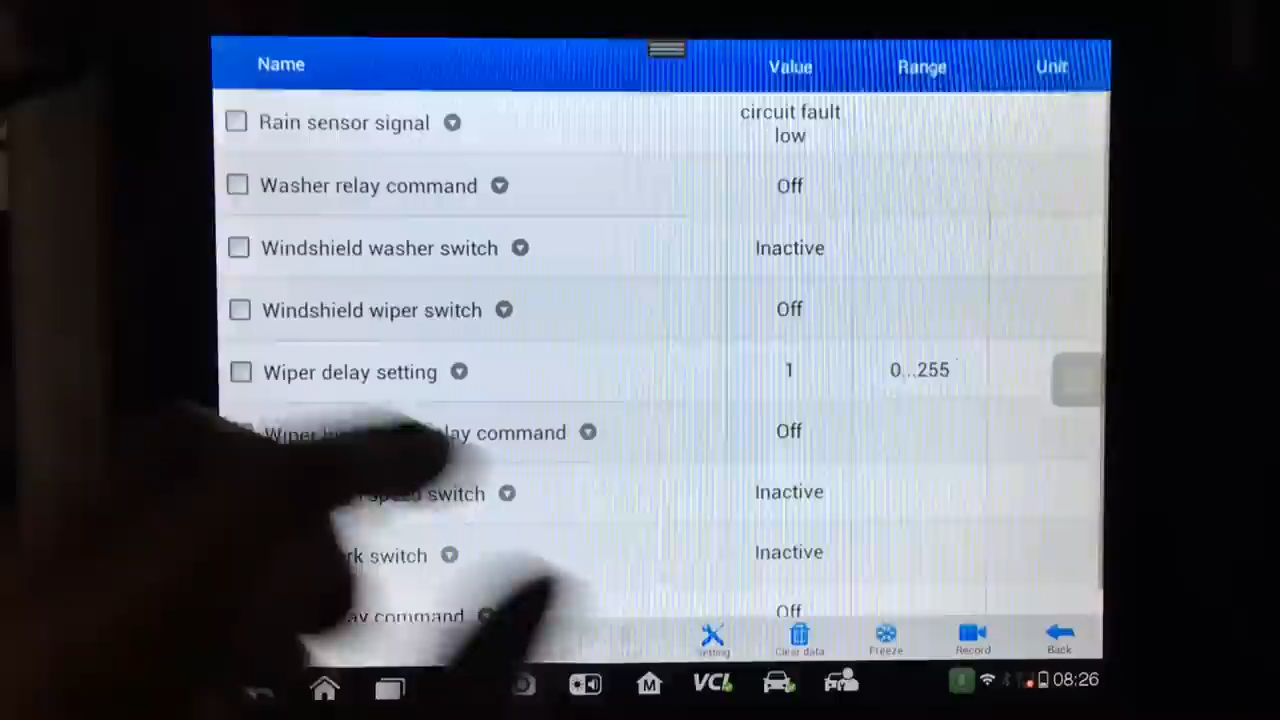 Name Value Range Unit
Rain sensor signal circuit fault low
Washer relay command Off
Windshield washer switch Inactive
Windshield wiper switch Off
Wiper delay setting 1 0...255
Wiper lay command Off
speed switch Inactive
rk switch Inactive
ay command Off
Setting Clear data Freeze Record Back
M VCI 08:26